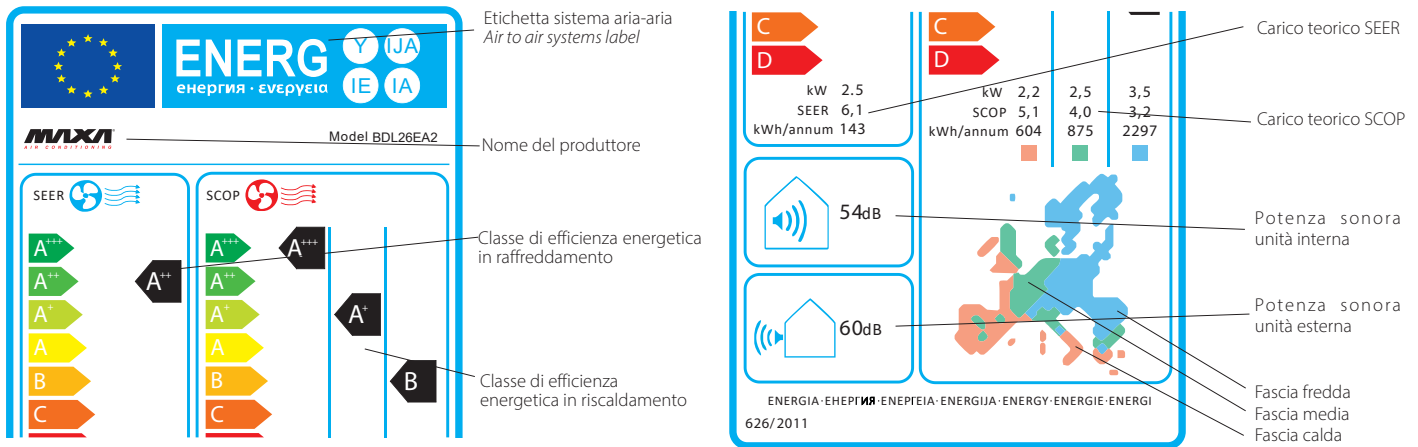 ENERG
енергия · ενεργεια
Y IJA
IE IA
Etichetta sistema aria-aria
Air to air systems label
MAXA
AIR CONDITIONING
Model BDL26EA2
Nome del produttore
SEER
SCOP
A+++
A++
A+
A
B
C
A++
A+++
A++
A+
A
B
C
A+++
A+
B
Classe di efficienza energetica
in raffreddamento
Classe di efficienza
energetica in riscaldamento
C
D
kW 2.5
SEER 6,1
kWh/annum 143
C
D
kW 2,2 2,5 3,5
SCOP 5,1 4,0 3,2
kWh/annum 604 875 2297
Carico teorico SEER
Carico teorico SCOP
54dB
Potenza sonora
unità interna
60dB
Potenza sonora
unità esterna
Fascia fredda
Fascia media
Fascia calda
ENERGIA·ЕНЕРГИЯ·ΕΝΕΡΓΕΙΑ·ENERGIJA·ENERGY·ENERGIE·ENERGI
626/2011